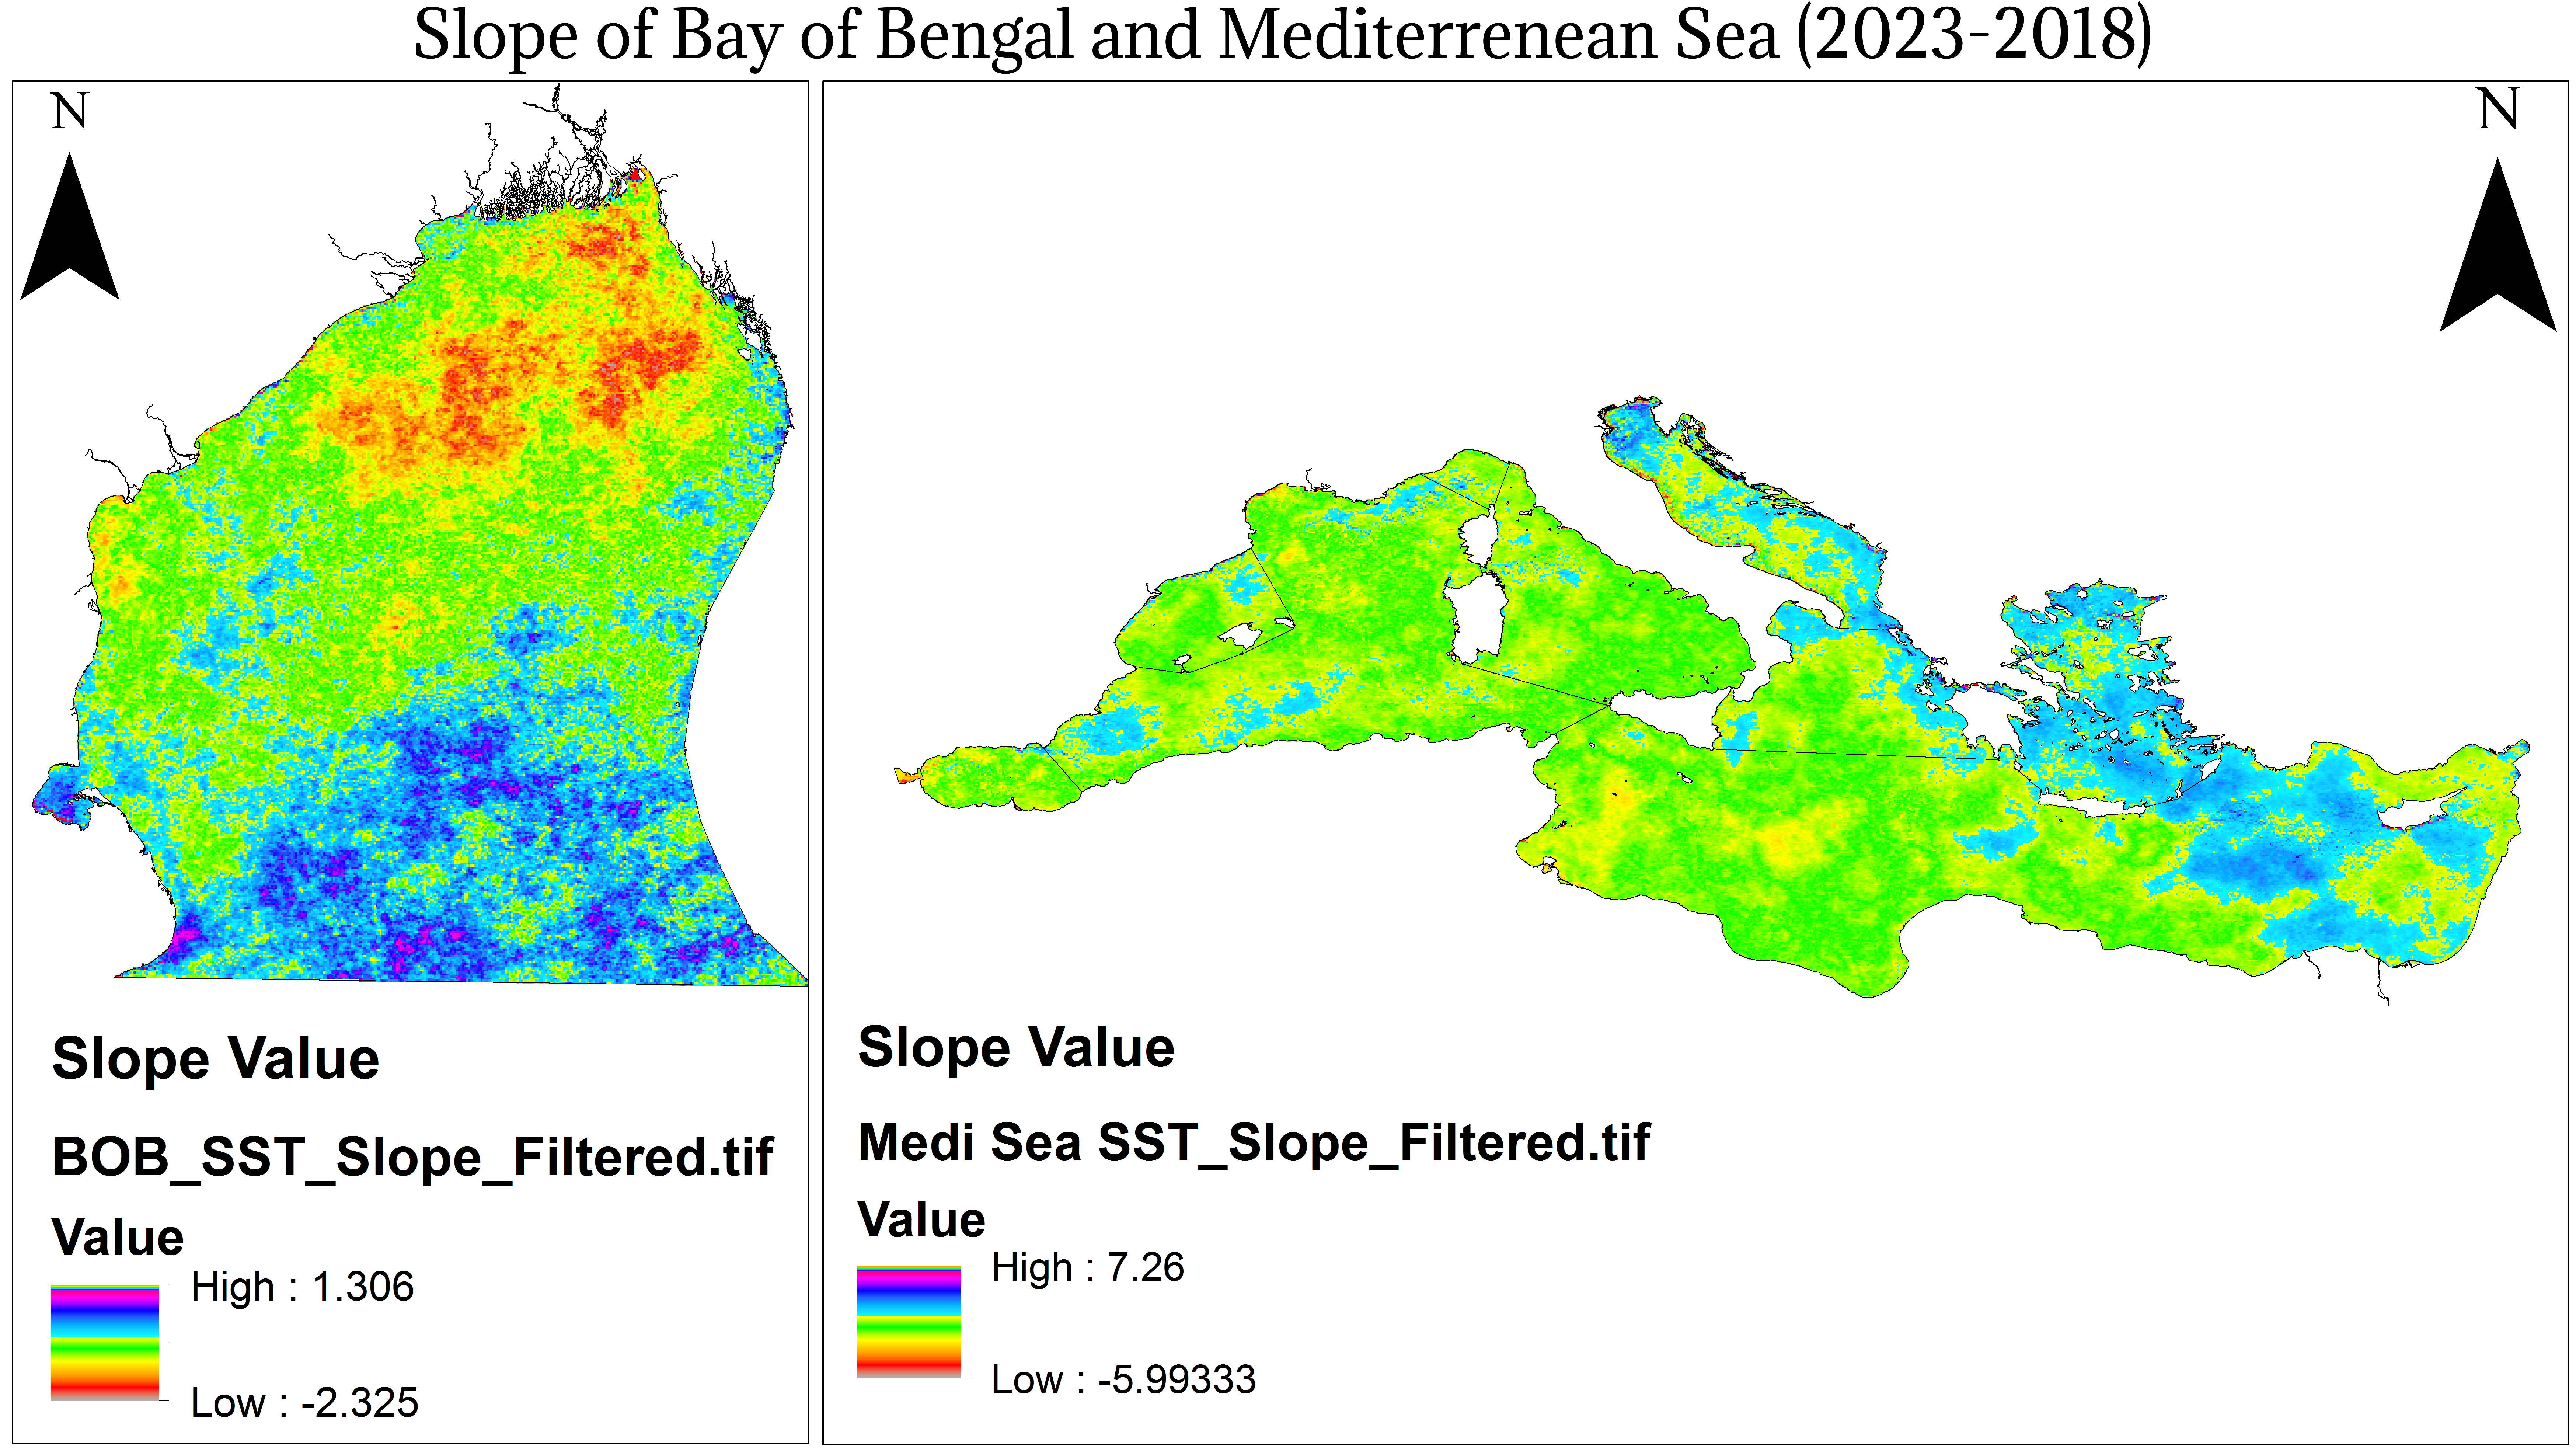 Slope of Bay of Bengal and Mediterrenean Sea (2023-2018)
N
Slope Value
BOB_SST_Slope_Filtered.tif
Value
High : 1.306
Low : -2.325
N
Slope Value
Medi Sea SST_Slope_Filtered.tif
Value
High : 7.26
Low : -5.99333